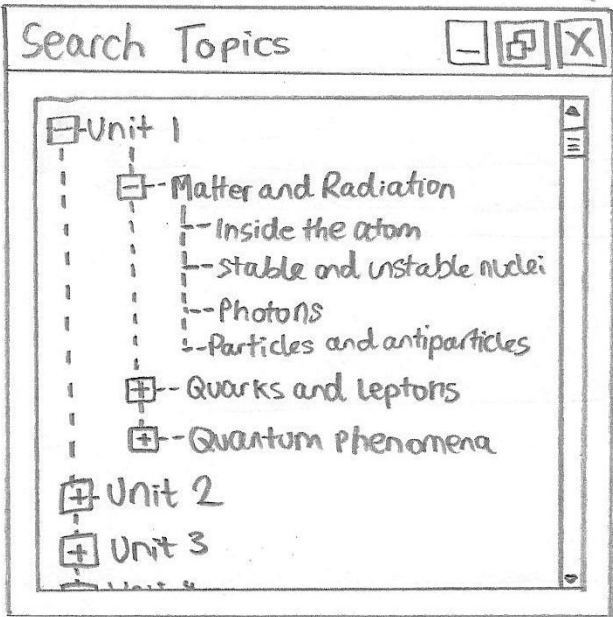 Search Topics
Unit 1
Matter and Radiation
Inside the atom
stable and unstable nuclei
Photons
Particles and antiparticles
Quarks and leptons
Quantum phenomena
Unit 2
Unit 3